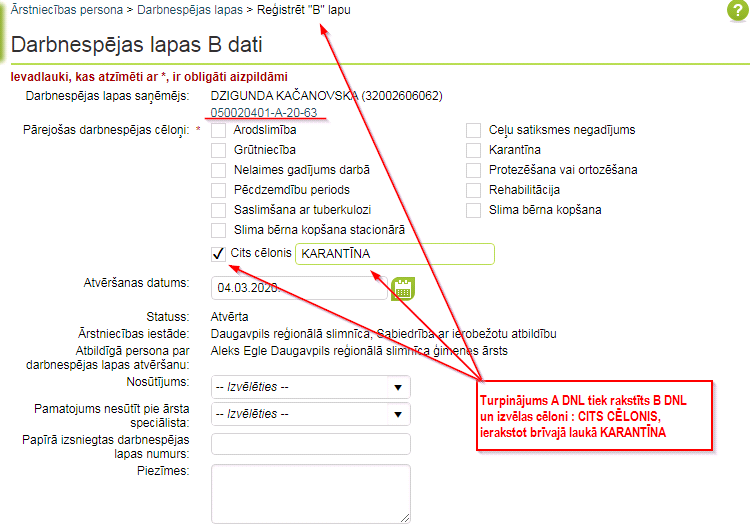 Ārstniecības persona > Darbnespējas lapas > Reģistrēt "B" lapu
?
Darbnespējas lapas B dati
Ievadlauki, kas atzīmēti ar *, ir obligāti aizpildāmi
Darbnespējas lapas saņēmējs: DZIGUNDA KAČANOVSKA (32002606062)
050020401-A-20-63
Pārejošas darbnespējas cēloņi: * Arodslimība Ceļu satiksmes negadījums
Grūtniecība Karantīna
Nelaimes gadījums darbā Protezēšana vai ortozēšana
Pēcdzemdību periods Rehabilitācija
Saslimšana ar tuberkulozi Slima bērna kopšana
Slima bērna kopšana stacionārā
Cits cēlonis KARANTĪNA
Atvēršanas datums: 04.03.2020.
Statuss: Atvērta
Ārstniecības iestāde: Daugavpils reģionālā slimnīca, Sabiedrība ar ierobežotu atbildību
Atbildīgā persona par darbnespējas lapas atvēršanu: Aleks Egle Daugavpils reģionālā slimnīca ģimenes ārsts
Nosūtījums: -- Izvēlēties --
Pamatojums nesūtīt pie ārsta speciālista: -- Izvēlēties --
Papīrā izsniegtas darbnespējas lapas numurs:
Piezīmes:
Turpinājums A DNL tiek rakstīts B DNL
un izvēlas cēloni : CITS CĒLONIS,
ierakstot brīvajā laukā KARANTĪNA